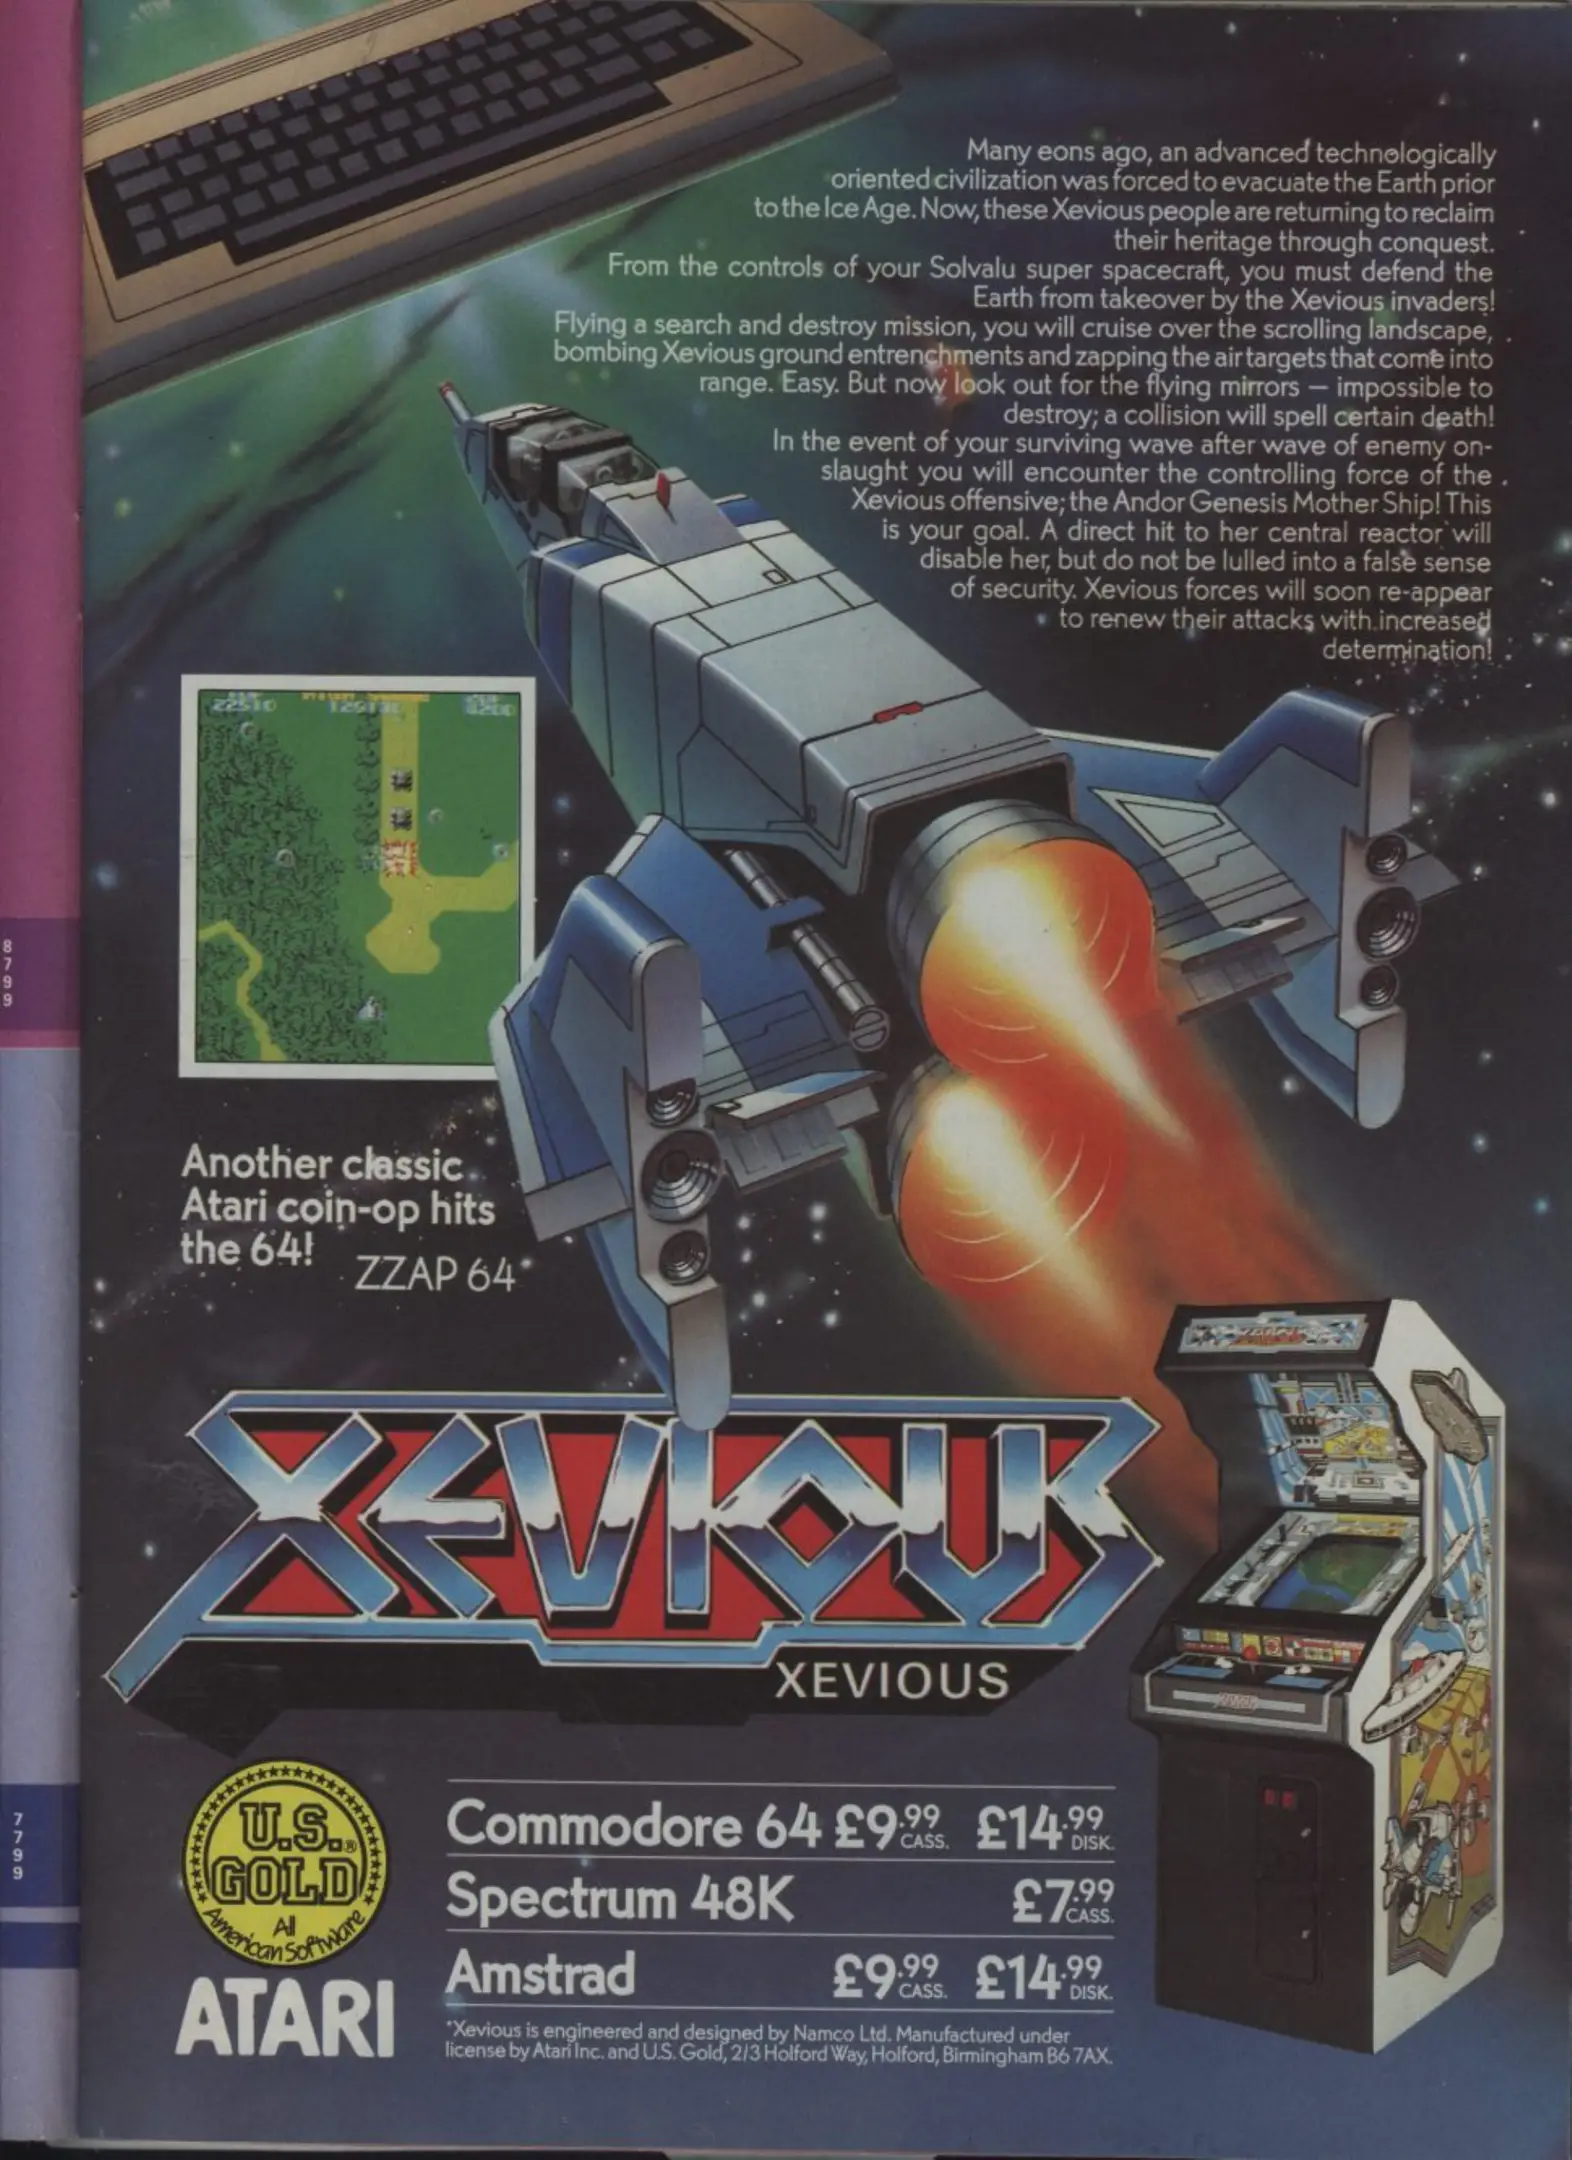 Many eons ago, an advanced technologically
oriented civilization was forced to evacuate the Earth prior
to the Ice Age. Now, these Xevious people are returning to reclaim
their heritage through conquest.
From the controls of your Solvalu super spacecraft, you must defend the
Earth from takeover by the Xevious invaders!
Flying a search and destroy mission, you will cruise over the scrolling landscape,
bombing Xevious ground entrenchments and zapping the air targets that come into
range. Easy. But now look out for the flying mirrors — impossible to
destroy; a collision will spell certain death!
In the event of your surviving wave after wave of enemy on-
slaught you will encounter the controlling force of the
Xevious offensive; the Andor Genesis Mother Ship! This
is your goal. A direct hit to her central reactor will
disable her, but do not be lulled into a false sense
of security. Xevious forces will soon re-appear
to renew their attacks with increased
determination!
22510
4200
8799
Another classic
Atari coin-op hits
the 64!
ZZAP 64
XEVIOUS
XEVIOUS
XEVIOUS
7799
U.S.
GOLD®
All
American Software
ATARI
Commodore 64 £9.99 CASS. £14.99 DISK.
Spectrum 48K £7.99 CASS.
Amstrad £9.99 CASS. £14.99 DISK.
*Xevious is engineered and designed by Namco Ltd. Manufactured under
license by Atari Inc. and U.S. Gold, 2/3 Holford Way, Holford, Birmingham B6 7AX.